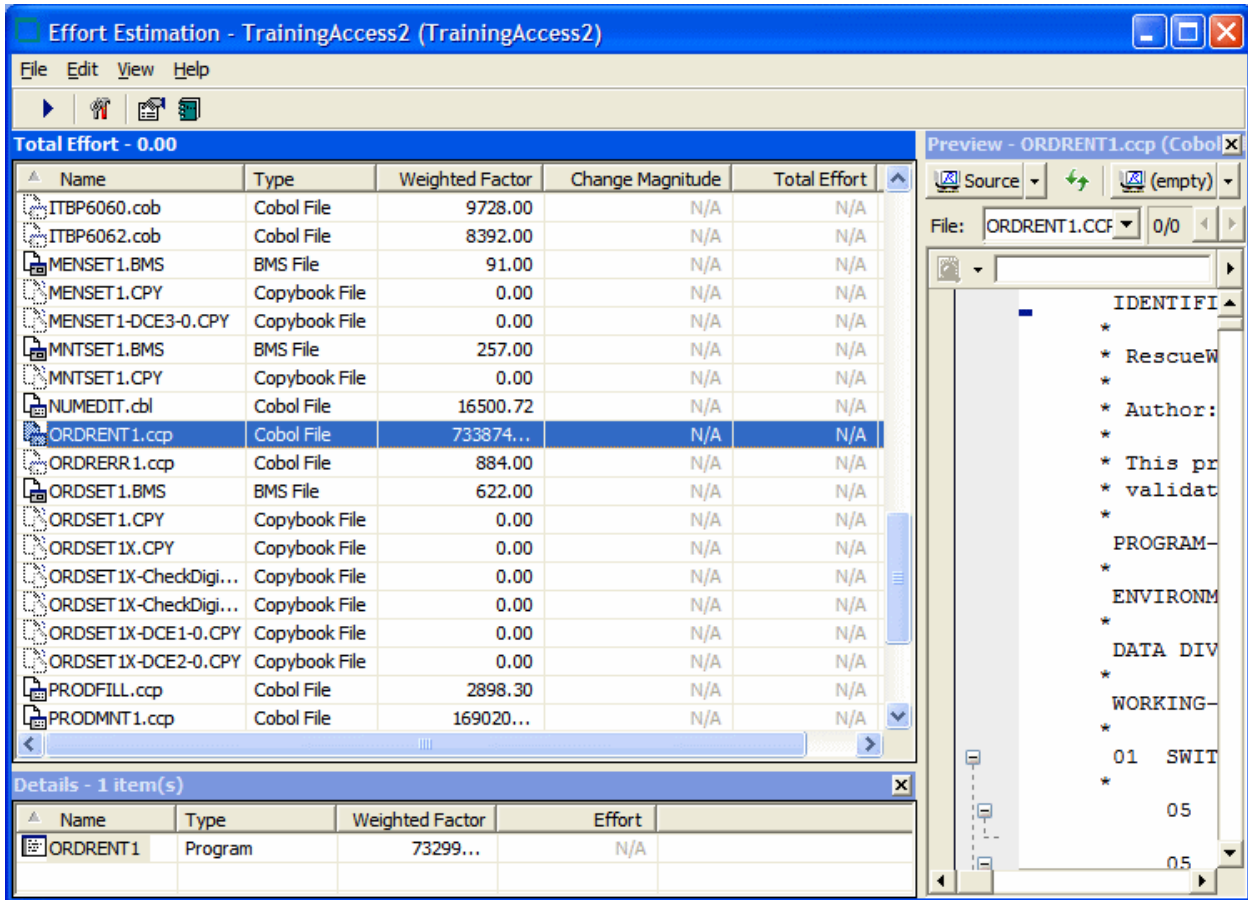 Effort Estimation - TrainingAccess2 (TrainingAccess2)
File Edit View Help
Total Effort - 0.00
Name Type Weighted Factor Change Magnitude Total Effort
ITBP6060.cob Cobol File 9728.00 N/A N/A
ITBP6062.cob Cobol File 8392.00 N/A N/A
MENSET1.BMS BMS File 91.00 N/A N/A
MENSET1.CPY Copybook File 0.00 N/A N/A
MENSET1-DCE3-0.CPY Copybook File 0.00 N/A N/A
MNTSET1.BMS BMS File 257.00 N/A N/A
MNTSET1.CPY Copybook File 0.00 N/A N/A
NUMEDIT.cbl Cobol File 16500.72 N/A N/A
ORDRENT1.ccp Cobol File 733874... N/A N/A
ORDRERR1.ccp Cobol File 884.00 N/A N/A
ORDSET1.BMS BMS File 622.00 N/A N/A
ORDSET1.CPY Copybook File 0.00 N/A N/A
ORDSET1X.CPY Copybook File 0.00 N/A N/A
ORDSET1X-CheckDigi... Copybook File 0.00 N/A N/A
ORDSET1X-CheckDigi... Copybook File 0.00 N/A N/A
ORDSET1X-DCE1-0.CPY Copybook File 0.00 N/A N/A
ORDSET1X-DCE2-0.CPY Copybook File 0.00 N/A N/A
PRODFILL.ccp Cobol File 2898.30 N/A N/A
PRODMNT1.ccp Cobol File 169020... N/A N/A
Details - 1 item(s)
Name Type Weighted Factor Effort
ORDRENT1 Program 73299... N/A
Preview - ORDRENT1.ccp (Cobol
Source (empty)
File: ORDRENT1.CCP 0/0
IDENTIFI
*
* RescueW
*
* Author:
*
* This pr
* validat
*
PROGRAM-
*
ENVIRONM
*
DATA DIV
*
WORKING-
*
01 SWIT
*
05
05